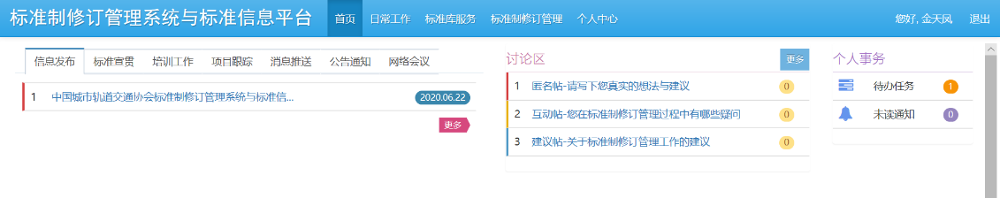 标准制修订管理系统与标准信息平台 首页 日常工作 标准库服务 标准制修订管理 个人中心 您好, 金天凤 退出
信息发布 标准宣贯 培训工作 项目跟踪 消息推送 公告通知 网络会议
1 中国城市轨道交通协会标准制修订管理系统与标准信... 2020.06.22
更多
讨论区 更多
1 匿名帖-请写下您真实的想法与建议 0
2 互动帖-您在标准制修订管理过程中有哪些疑问 0
3 建议帖-关于标准制修订管理工作的建议 0
个人事务
待办任务 1
未读通知 0